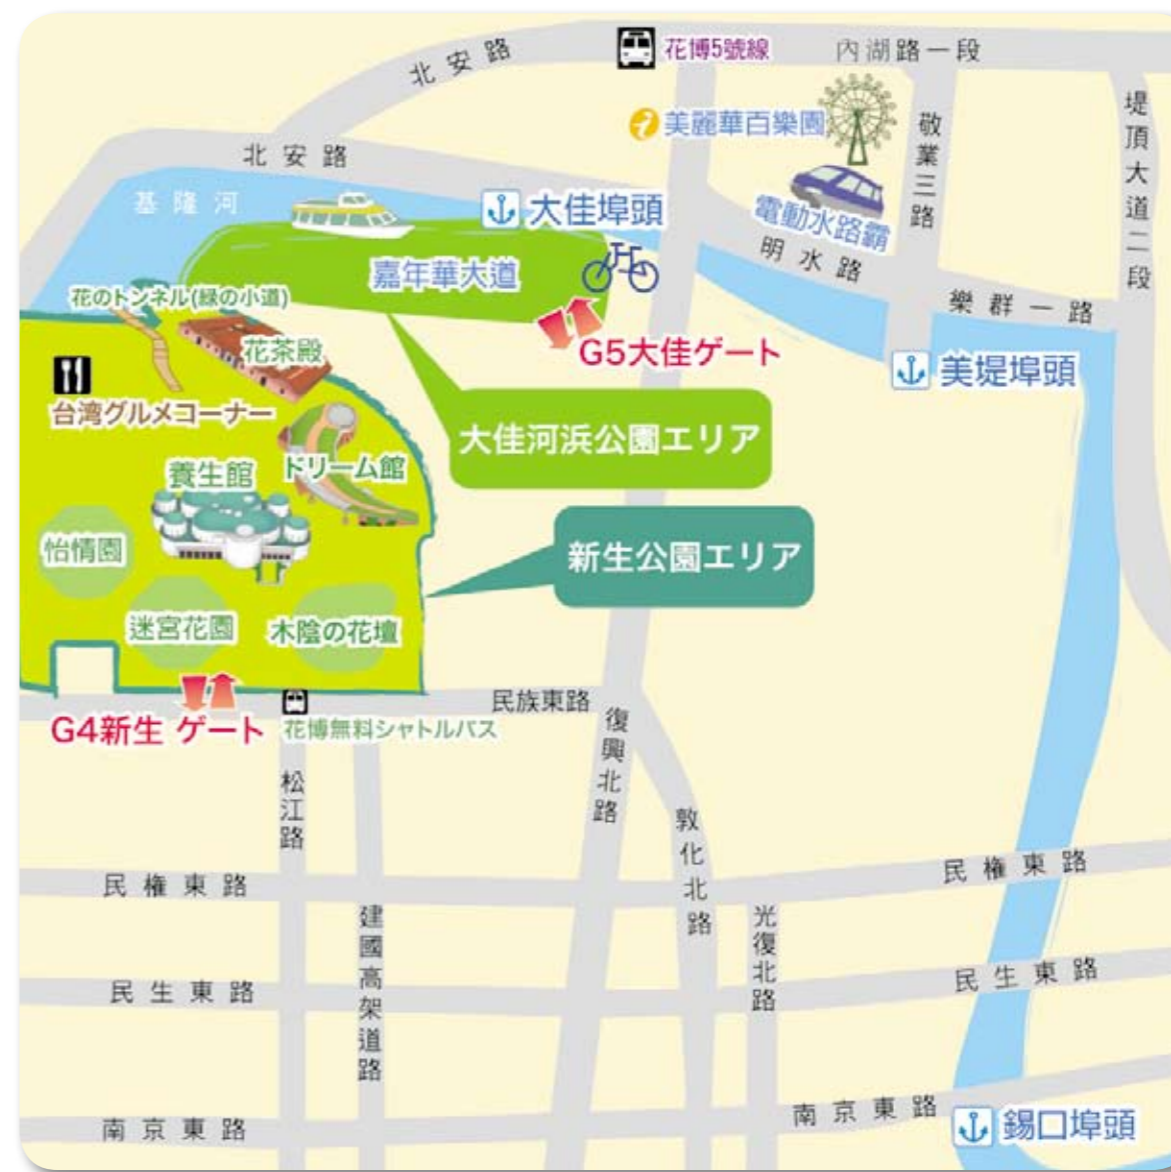 北安路
花博5號線
內湖路一段
美麗華百樂園
敬業三路
堤頂大道二段
北安路
基隆河
大佳埠頭
電動水路霸
明水路
樂群一路
嘉年華大道
花のトンネル(緑の小道)
花茶殿
G5大佳ゲート
美堤埠頭
台湾グルメコーナー
大佳河浜公園エリア
養生館
ドリーム館
怡情園
新生公園エリア
迷宮花園
木陰の花壇
G4新生 ゲート
花博無料シャトルバス
民族東路
復興北路
松江路
敦化北路
民権東路
民権東路
建國高架道路
光復北路
民生東路
民生東路
南京東路
南京東路
錫口埠頭